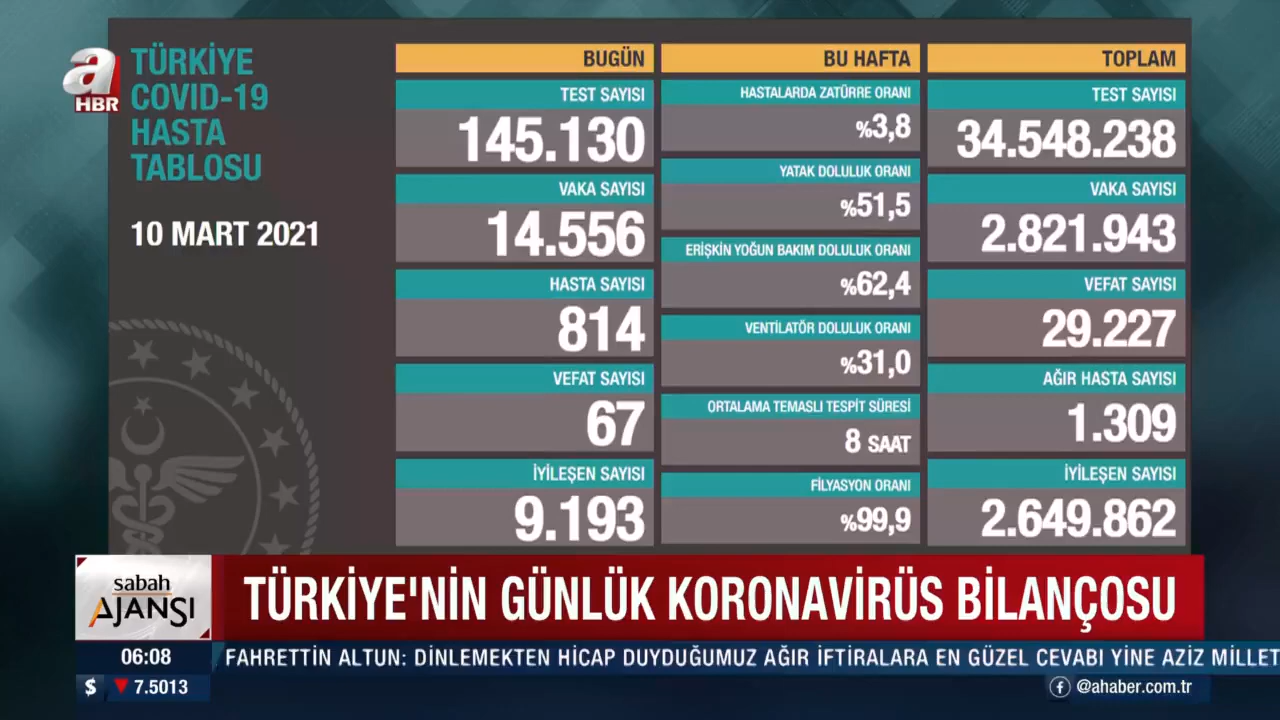 a
HBR
TÜRKİYE
COVID-19
HASTA
TABLOSU
10 MART 2021
BUGÜN
TEST SAYISI
145.130
VAKA SAYISI
14.556
HASTA SAYISI
814
VEFAT SAYISI
67
İYİLEŞEN SAYISI
9.193
BU HAFTA
HASTALARDA ZATÜRRE ORANI
%3,8
YATAK DOLULUK ORANI
%51,5
ERİŞKİN YOĞUN BAKIM DOLULUK ORANI
%62,4
VENTİLATÖR DOLULUK ORANI
%31,0
ORTALAMA TEMASLI TESPİT SÜRESİ
8 SAAT
FİLYASYON ORANI
%99,9
TOPLAM
TEST SAYISI
34.548.238
VAKA SAYISI
2.821.943
VEFAT SAYISI
29.227
AĞIR HASTA SAYISI
1.309
İYİLEŞEN SAYISI
2.649.862
sabah
AJANSI
TÜRKİYE'NİN GÜNLÜK KORONAVİRÜS BİLANÇOSU
06:08
FAHRETTİN ALTUN: DİNLEMEKTEN HİCAP DUYDUĞUMUZ AĞIR İFTİRALARA EN GÜZEL CEVABI YİNE AZİZ MİLLET
$ 7.5013
@ahaber.com.tr